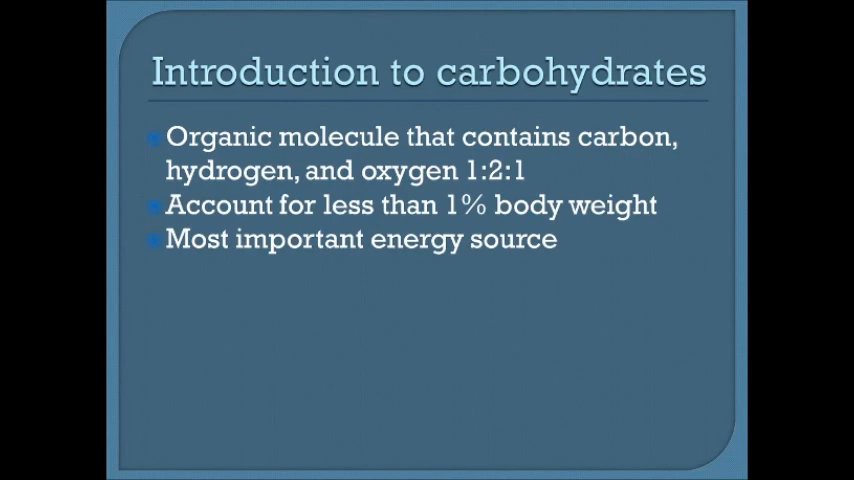 Introduction to carbohydrates
Organic molecule that contains carbon,
hydrogen, and oxygen 1:2:1
Account for less than 1% body weight
Most important energy source